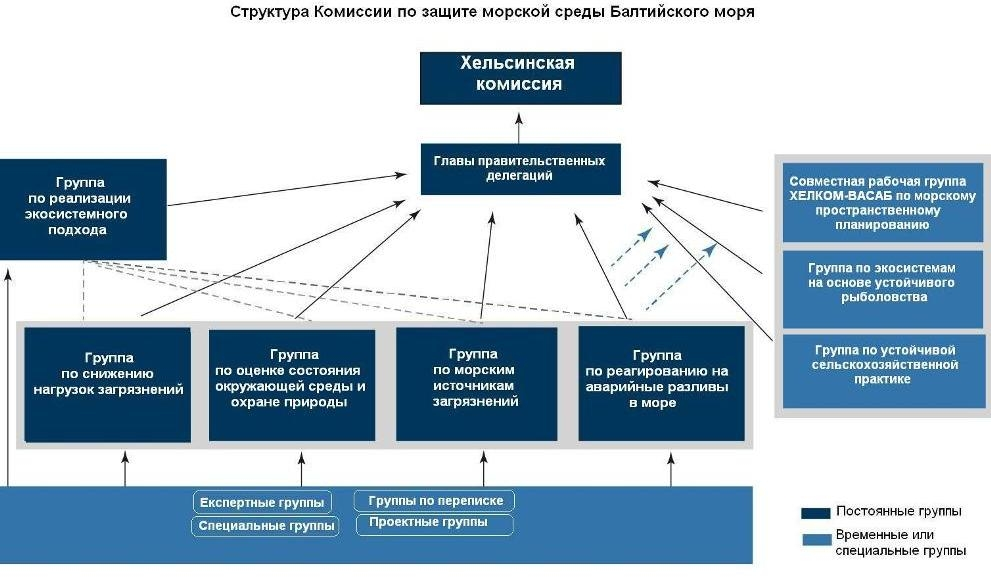 Структура Комиссии по защите морской среды Балтийского моря
Хельсинская
комиссия
Главы правительственных
делегаций
Группа
по реализации
экосистемного
подхода
Совместная рабочая группа
ХЕЛКОМ-ВАСАБ по морскому
пространственному
планированию
Группа по экосистемам
на основе устойчивого
рыболовства
Группа по устойчивой
сельскохозяйственной
практике
Группа
по снижению
нагрузок загрязнений
Группа
по оценке состояния
окружающей среды и
охране природы
Группа
по морским
источникам
загрязнений
Группа
по реагированию на
аварийные разливы
в море
Експертные группы
Группы по переписке
Специальные группы
Проектные группы
Постоянные группы
Временные или
специальные группы